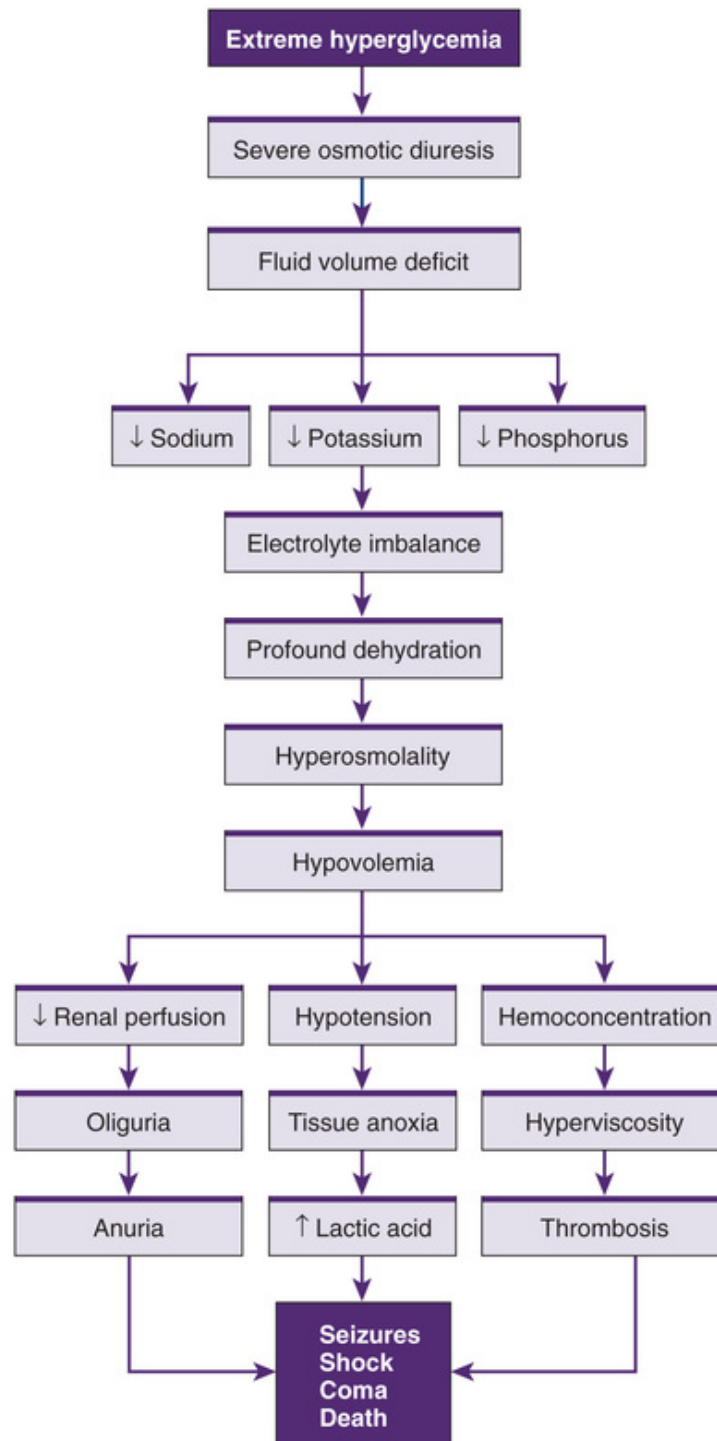 Extreme hyperglycemia
Severe osmotic diuresis
Fluid volume deficit
↓ Sodium
↓ Potassium
↓ Phosphorus
Electrolyte imbalance
Profound dehydration
Hyperosmolality
Hypovolemia
↓ Renal perfusion
Hypotension
Hemoconcentration
Oliguria
Tissue anoxia
Hyperviscosity
Anuria
↑ Lactic acid
Thrombosis
Seizures
Shock
Coma
Death